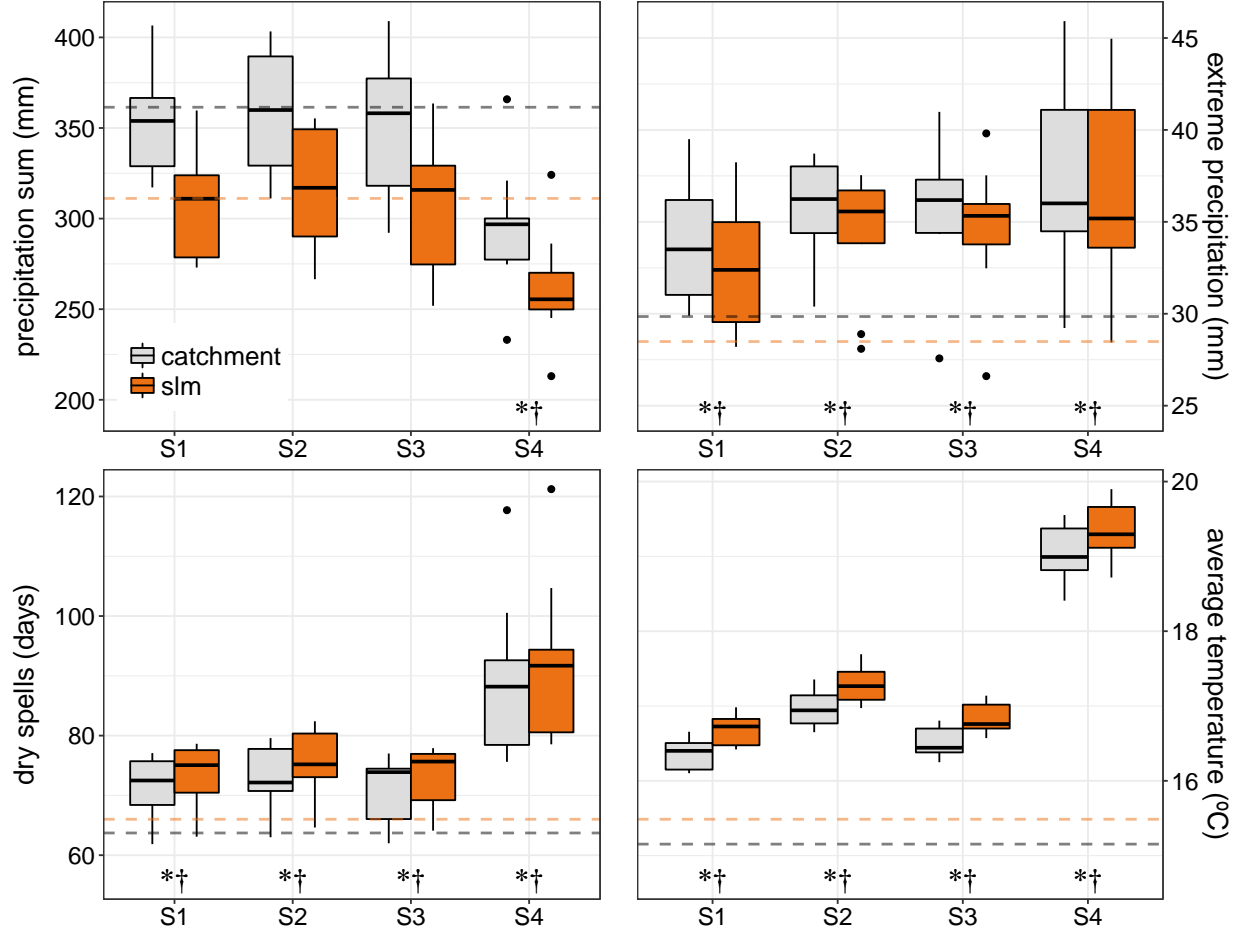 precipitation sum (mm)
400
350
300
250
200
catchment
slm
*†
S1 S2 S3 S4
extreme precipitation (mm)
45
40
35
30
25
*† *† *† *†
S1 S2 S3 S4
dry spells (days)
120
100
80
60
*† *† *† *†
S1 S2 S3 S4
average temperature (ºC)
20
18
16
*† *† *† *†
S1 S2 S3 S4